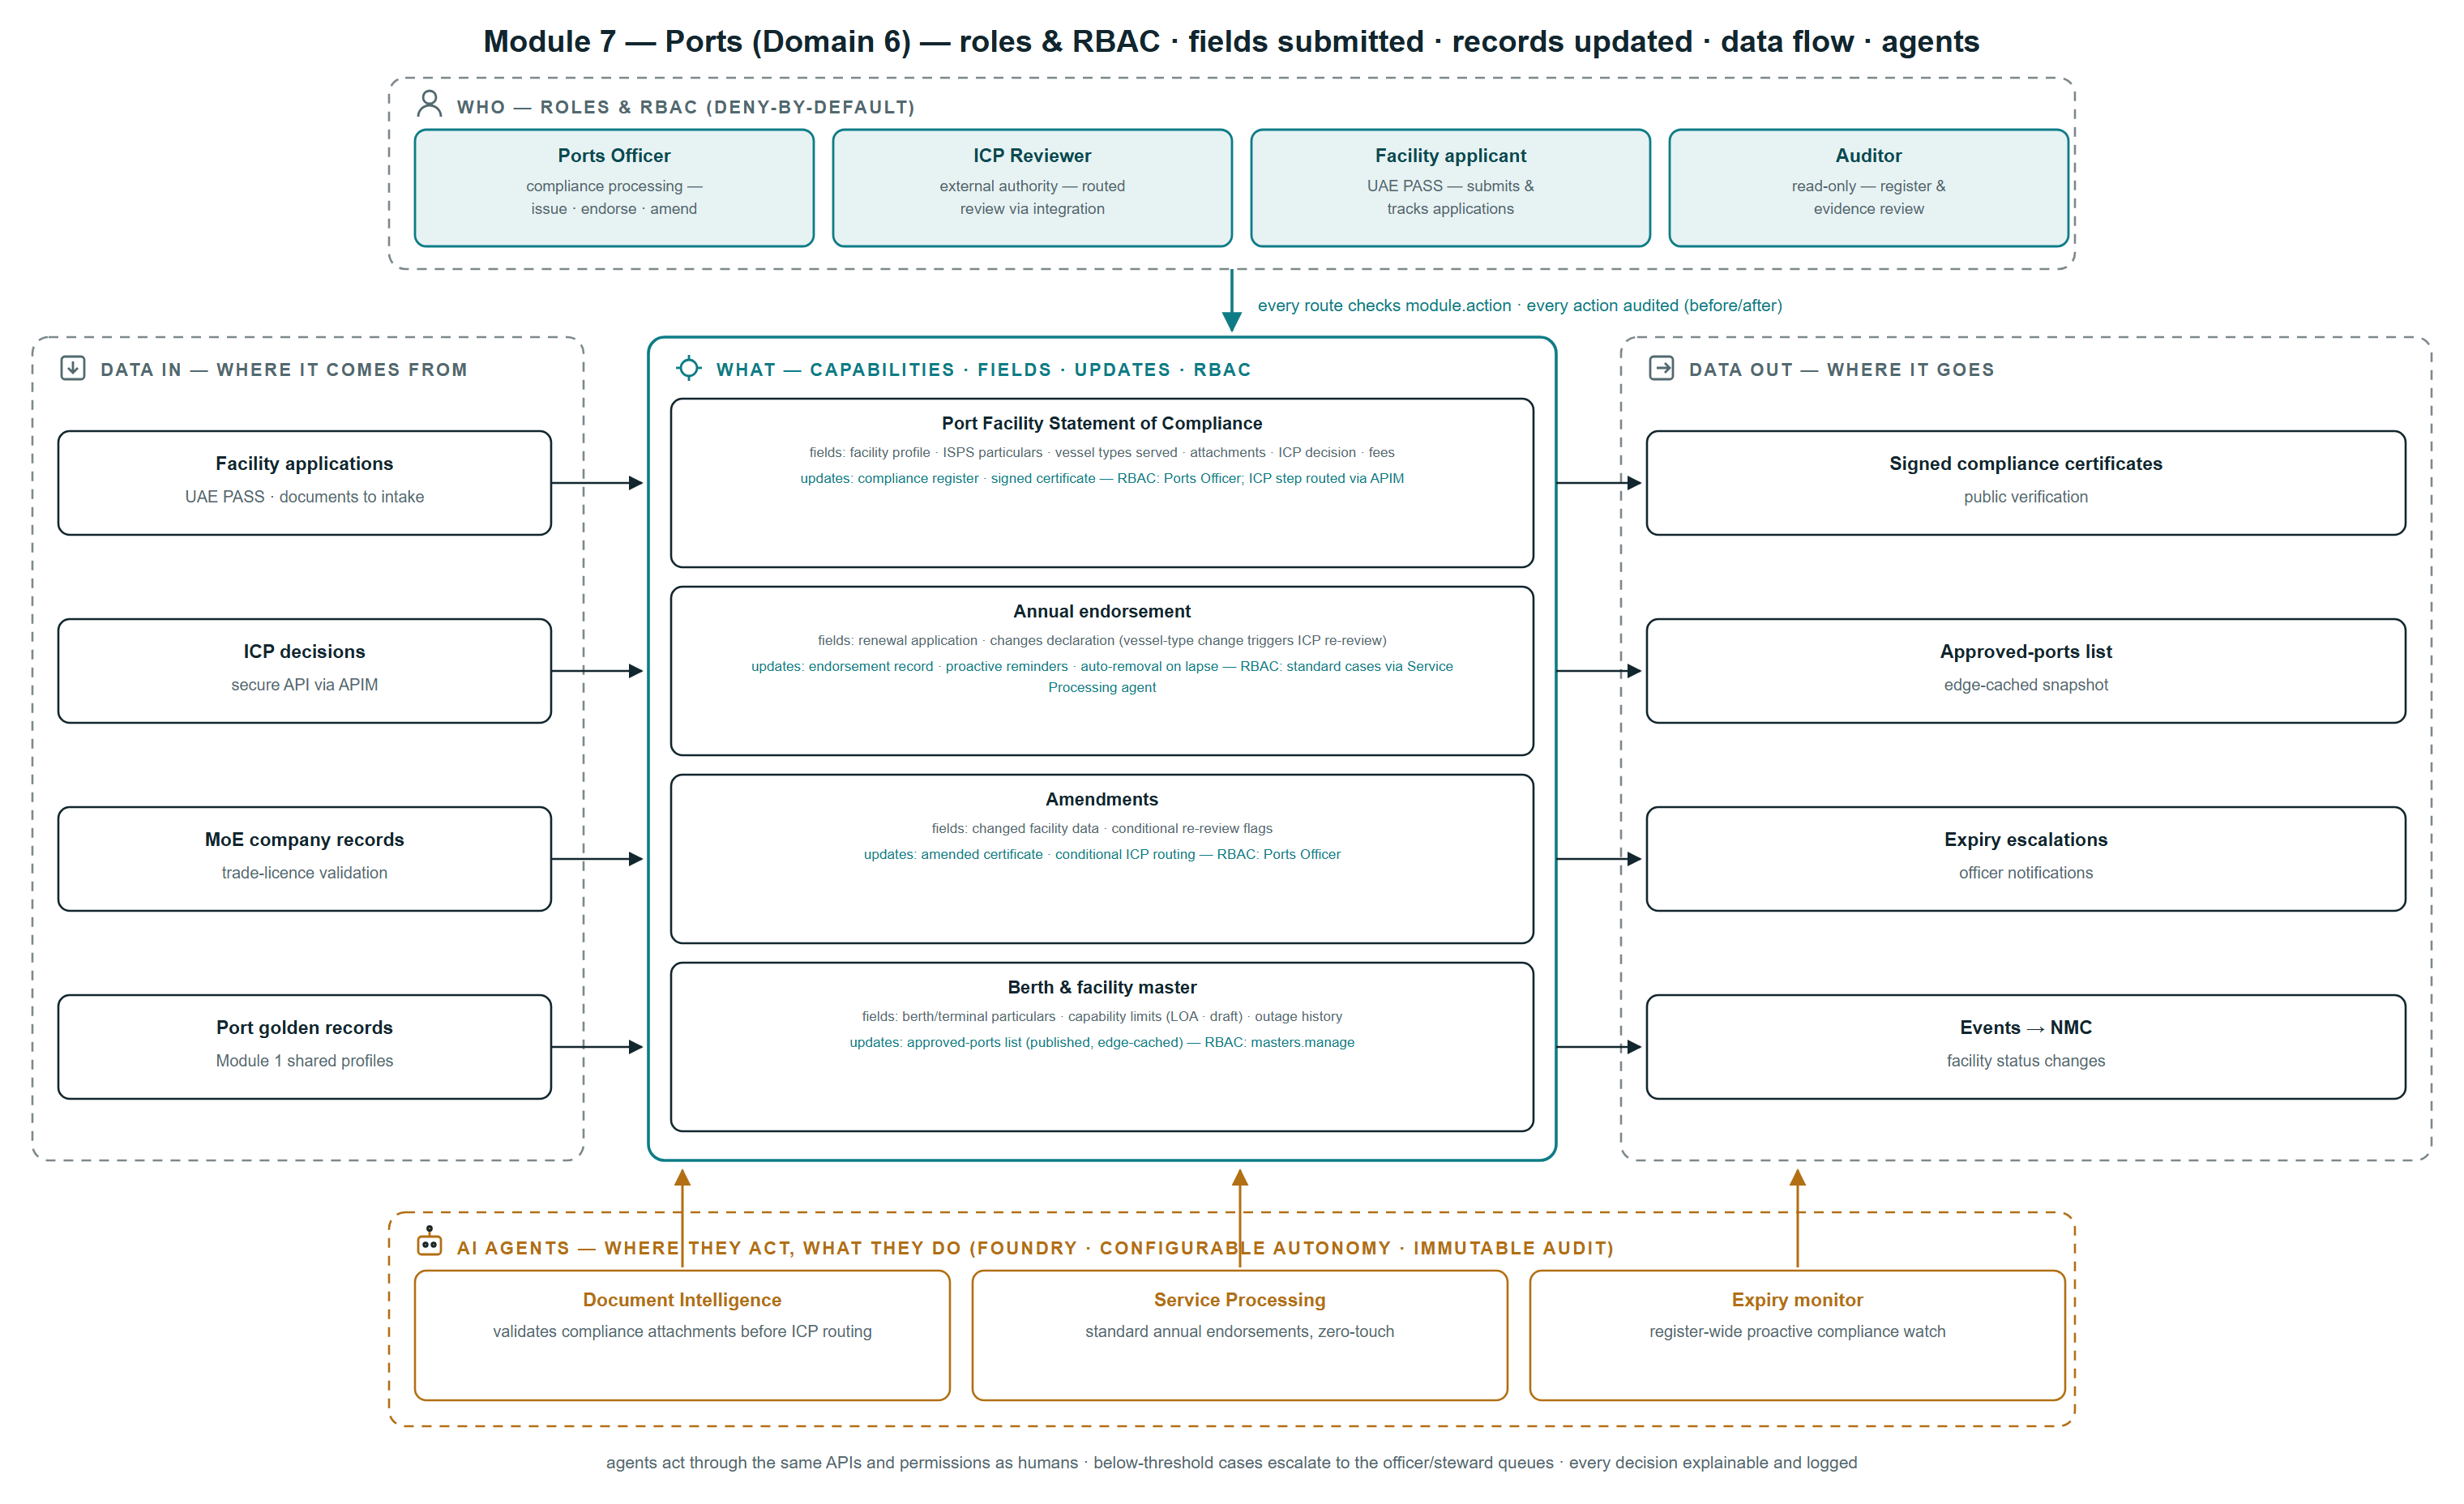 Module 7 — Ports (Domain 6) — roles & RBAC · fields submitted · records updated · data flow · agents
WHO — ROLES & RBAC (DENY-BY-DEFAULT)
Ports Officer
compliance processing —
issue · endorse · amend
ICP Reviewer
external authority — routed
review via integration
Facility applicant
UAE PASS — submits &
tracks applications
Auditor
read-only — register &
evidence review
every route checks module.action · every action audited (before/after)
DATA IN — WHERE IT COMES FROM
Facility applications
UAE PASS · documents to intake
ICP decisions
secure API via APIM
MoE company records
trade-licence validation
Port golden records
Module 1 shared profiles
WHAT — CAPABILITIES · FIELDS · UPDATES · RBAC
Port Facility Statement of Compliance
fields: facility profile · ISPS particulars · vessel types served · attachments · ICP decision · fees
updates: compliance register · signed certificate — RBAC: Ports Officer; ICP step routed via APIM
Annual endorsement
fields: renewal application · changes declaration (vessel-type change triggers ICP re-review)
updates: endorsement record · proactive reminders · auto-removal on lapse — RBAC: standard cases via Service
Processing agent
Amendments
fields: changed facility data · conditional re-review flags
updates: amended certificate · conditional ICP routing — RBAC: Ports Officer
Berth & facility master
fields: berth/terminal particulars · capability limits (LOA · draft) · outage history
updates: approved-ports list (published, edge-cached) — RBAC: masters.manage
DATA OUT — WHERE IT GOES
Signed compliance certificates
public verification
Approved-ports list
edge-cached snapshot
Expiry escalations
officer notifications
Events → NMC
facility status changes
AI AGENTS — WHERE THEY ACT, WHAT THEY DO (FOUNDRY · CONFIGURABLE AUTONOMY · IMMUTABLE AUDIT)
Document Intelligence
validates compliance attachments before ICP routing
Service Processing
standard annual endorsements, zero-touch
Expiry monitor
register-wide proactive compliance watch
agents act through the same APIs and permissions as humans · below-threshold cases escalate to the officer/steward queues · every decision explainable and logged